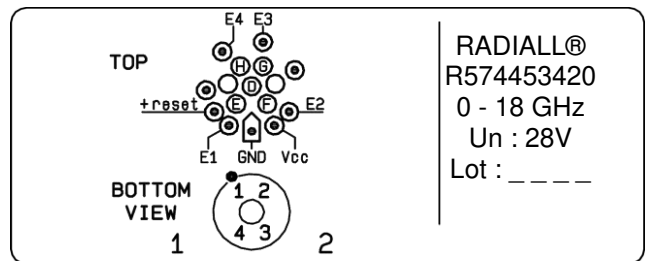 E4 E3
TOP
H G
D
E F
+reset E2
E1 GND Vcc
BOTTOM
VIEW
1 2
4 3
1 2
RADIALL®
R574453420
0 - 18 GHz
Un : 28V
Lot : _ _ _ _